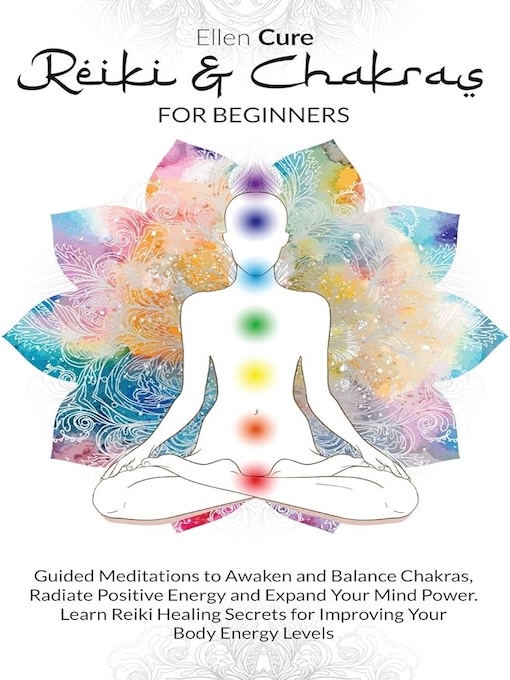 Ellen Cure
Reiki & Chakras
FOR BEGINNERS
Guided Meditations to Awaken and Balance Chakras,
Radiate Positive Energy and Expand Your Mind Power.
Learn Reiki Healing Secrets for Improving Your
Body Energy Levels